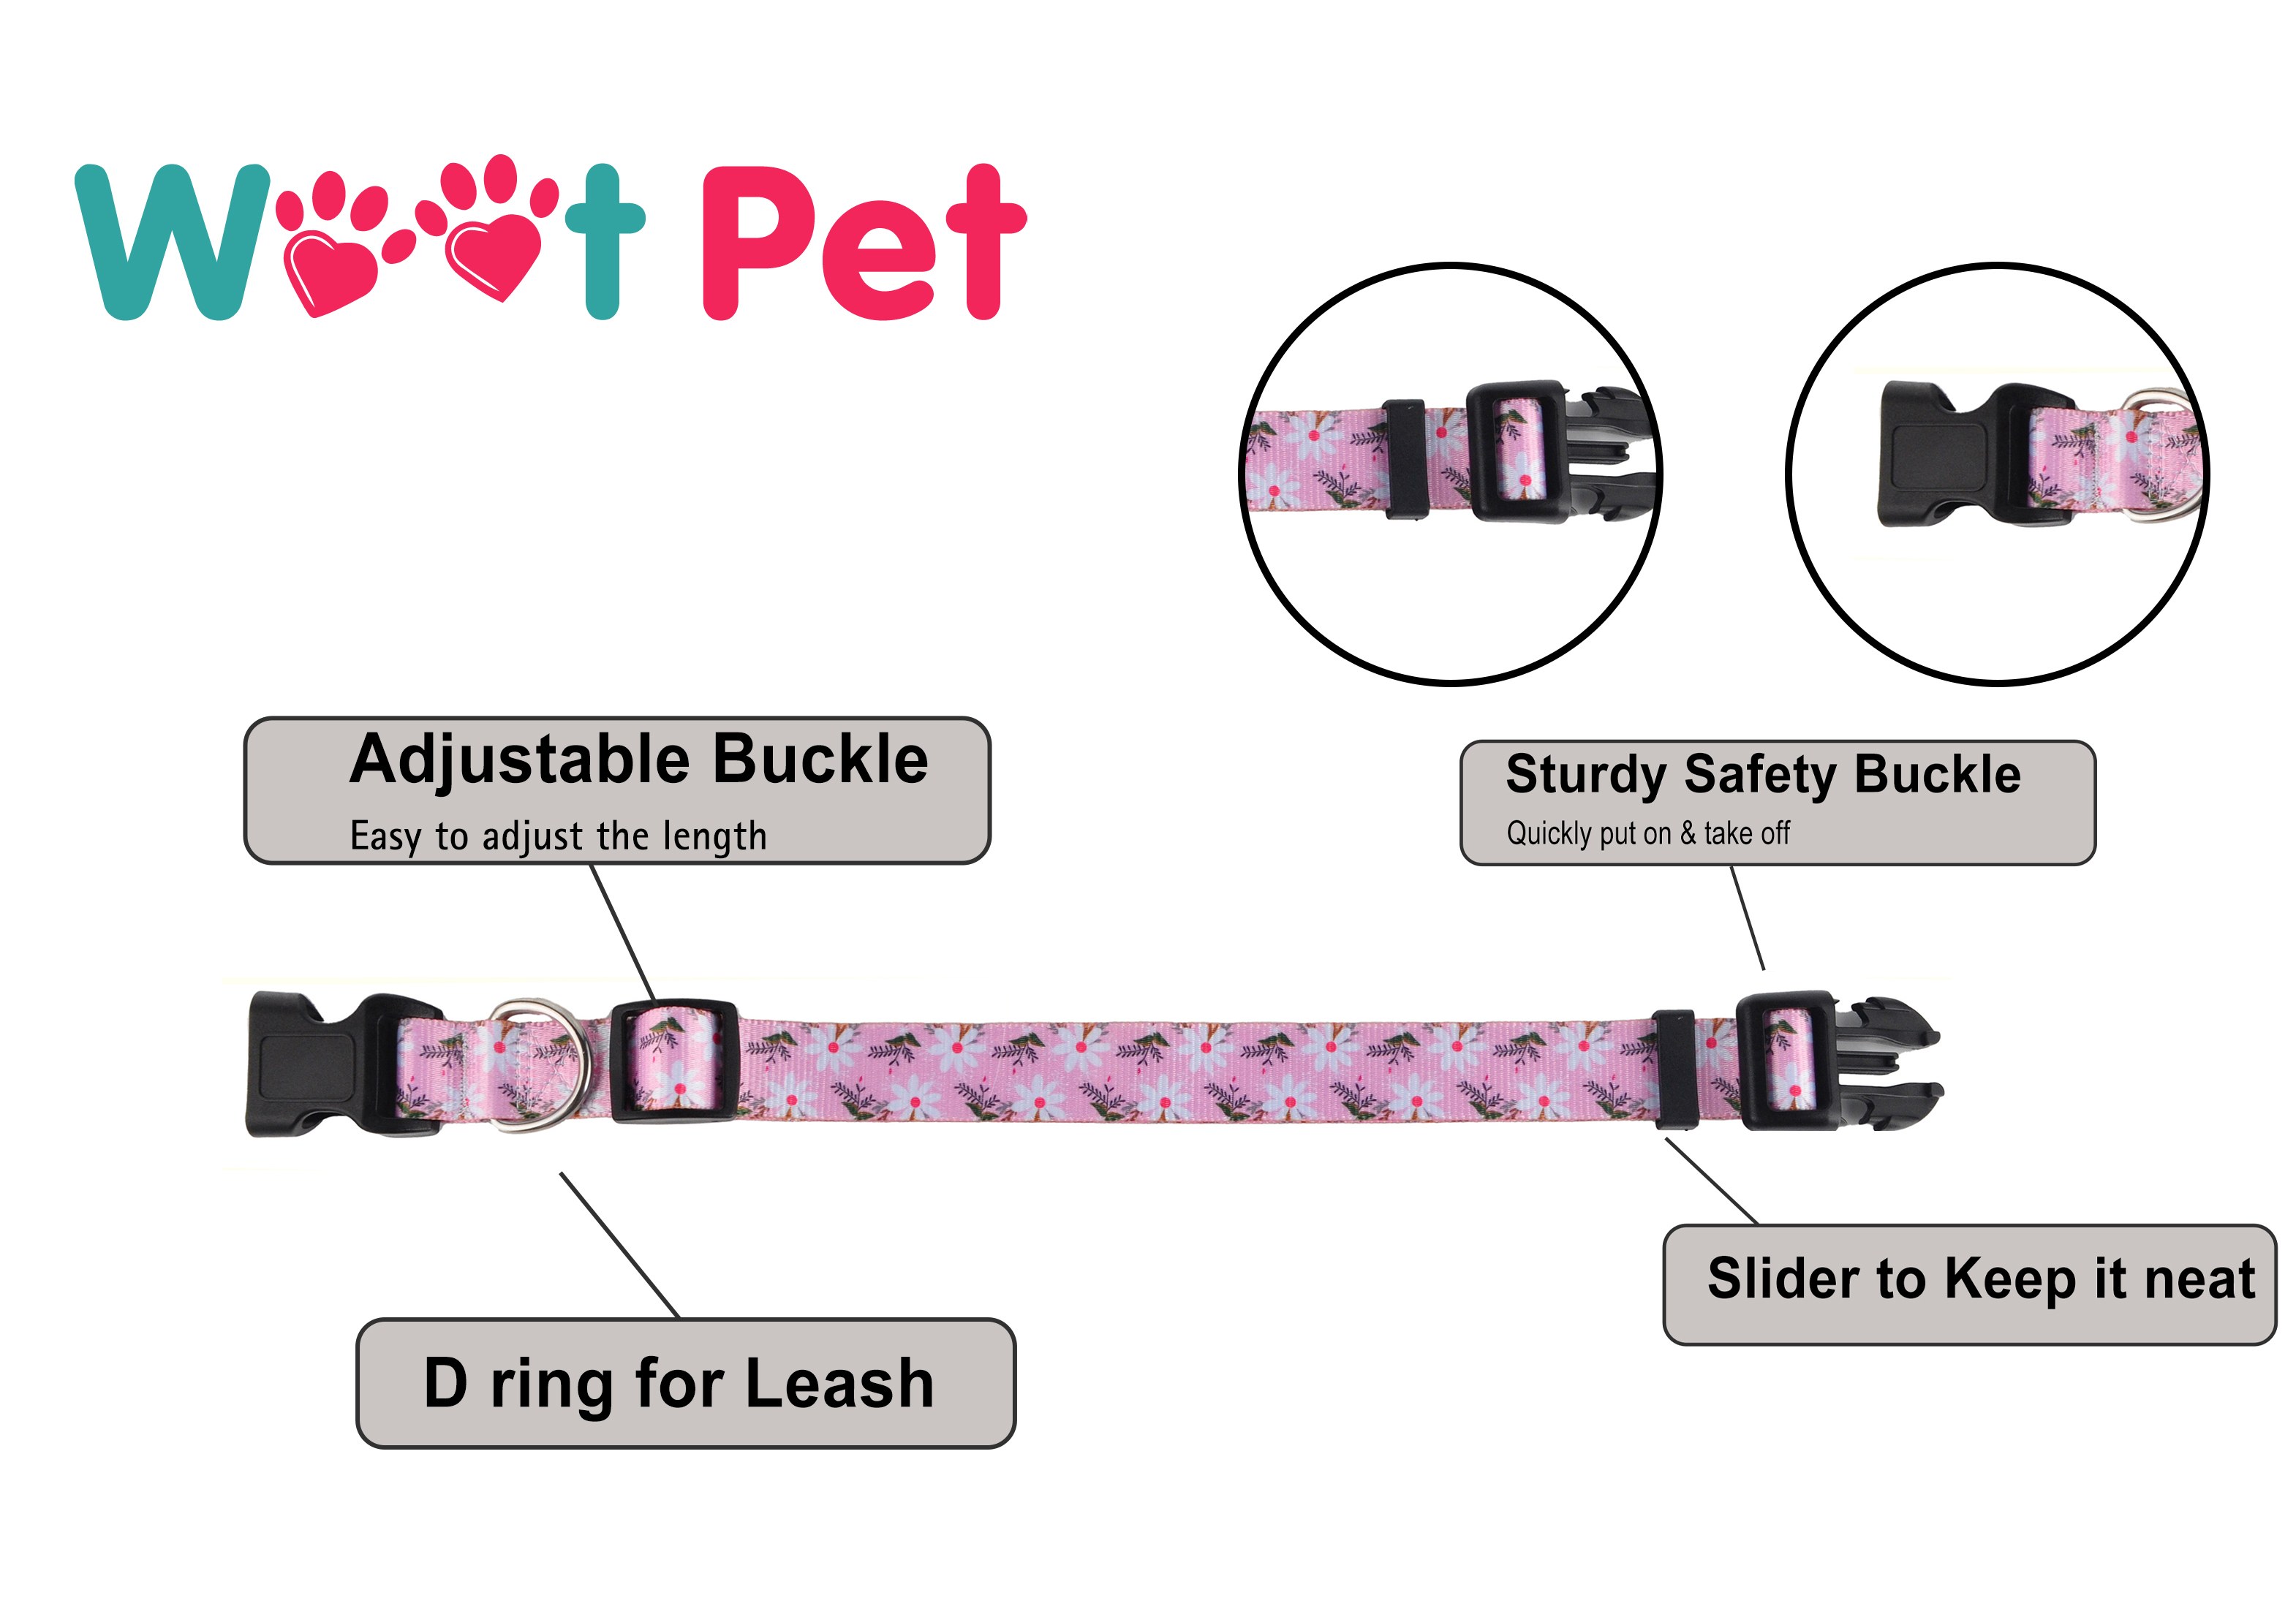 Woot Pet
Adjustable Buckle
Easy to adjust the length
Sturdy Safety Buckle
Quickly put on & take off
Slider to Keep it neat
D ring for Leash